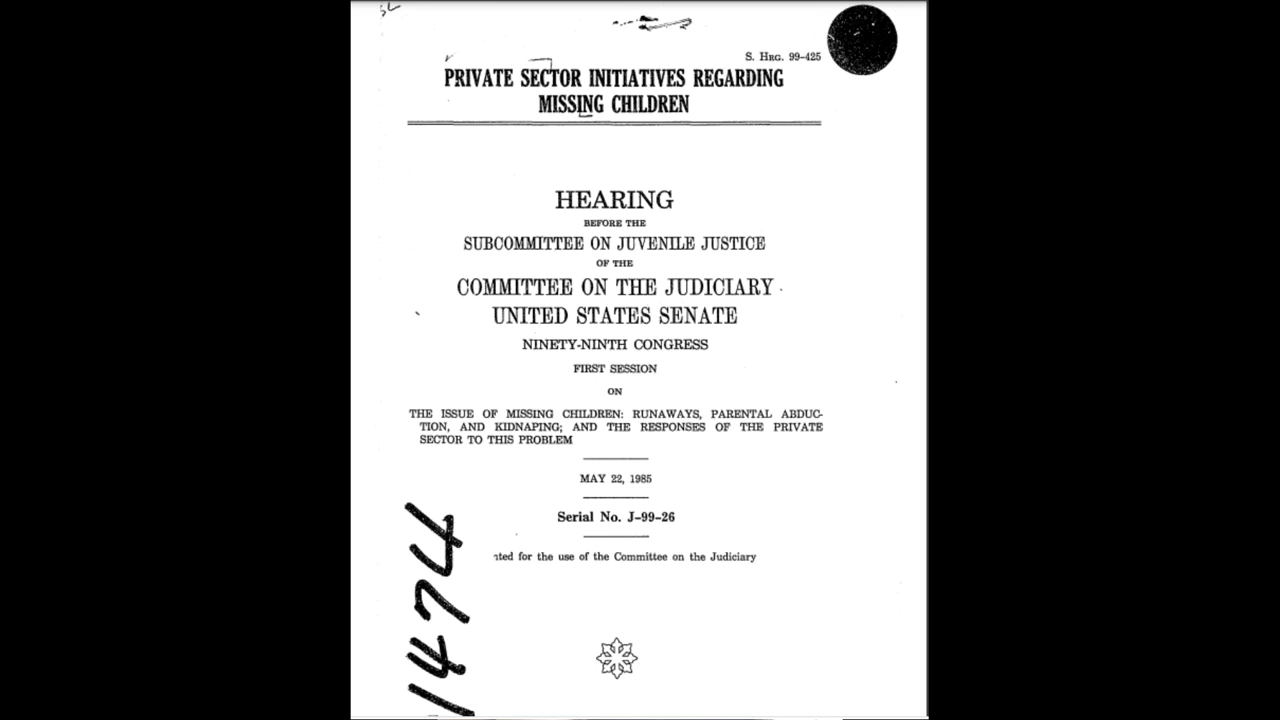 S. HRG. 99-425
PRIVATE SECTOR INITIATIVES REGARDING
MISSING CHILDREN
HEARING
BEFORE THE
SUBCOMMITTEE ON JUVENILE JUSTICE
OF THE
COMMITTEE ON THE JUDICIARY
UNITED STATES SENATE
NINETY-NINTH CONGRESS
FIRST SESSION
ON
THE ISSUE OF MISSING CHILDREN: RUNAWAYS, PARENTAL ABDUC-
TION, AND KIDNAPING; AND THE RESPONSES OF THE PRIVATE
SECTOR TO THIS PROBLEM
MAY 22, 1985
Serial No. J-99-26
for the use of the Committee on the Judiciary